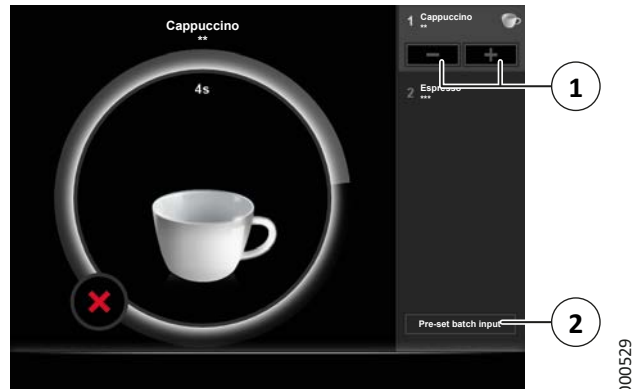 Cappuccino
**
4s
1 Cappuccino
**
− +
2 Espresso
***
Pre-set batch input
1
2
000529